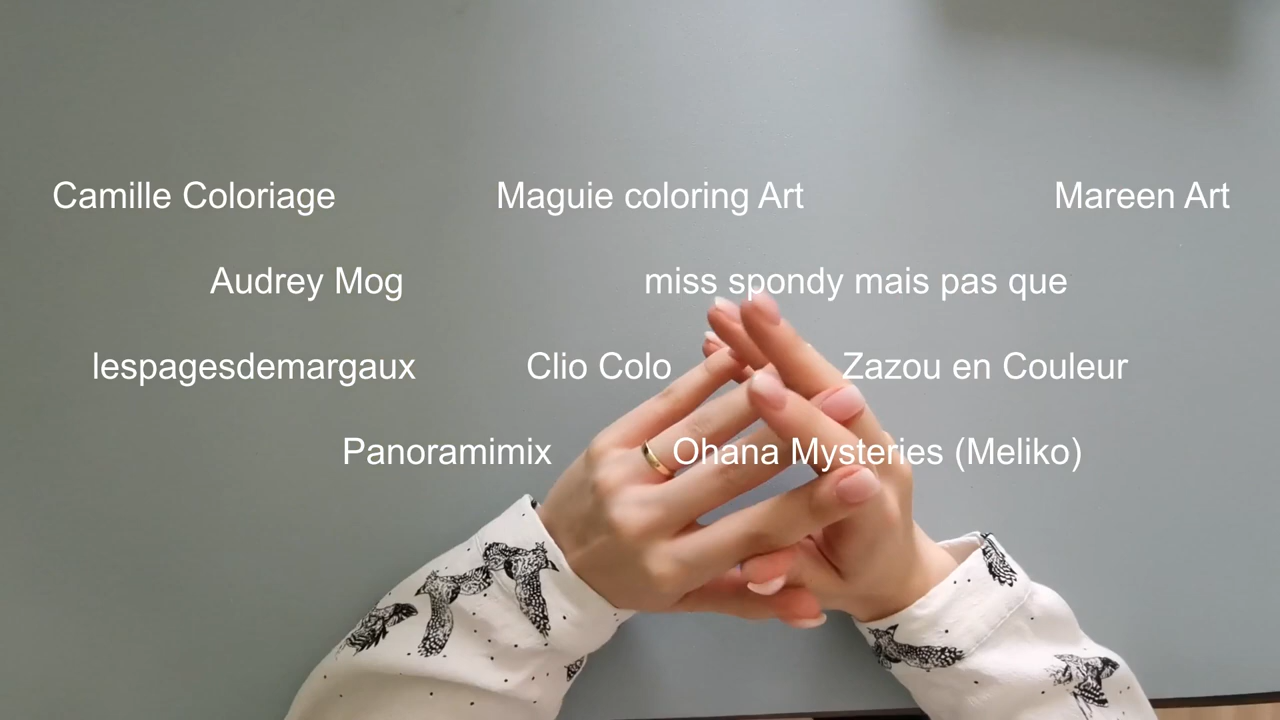 Camille Coloriage Maguie coloring Art Mareen Art
Audrey Mog miss spondy mais pas que
lespagesdemargaux Clio Colo Zazou en Couleur
Panoramimix Ohana Mysteries (Meliko)